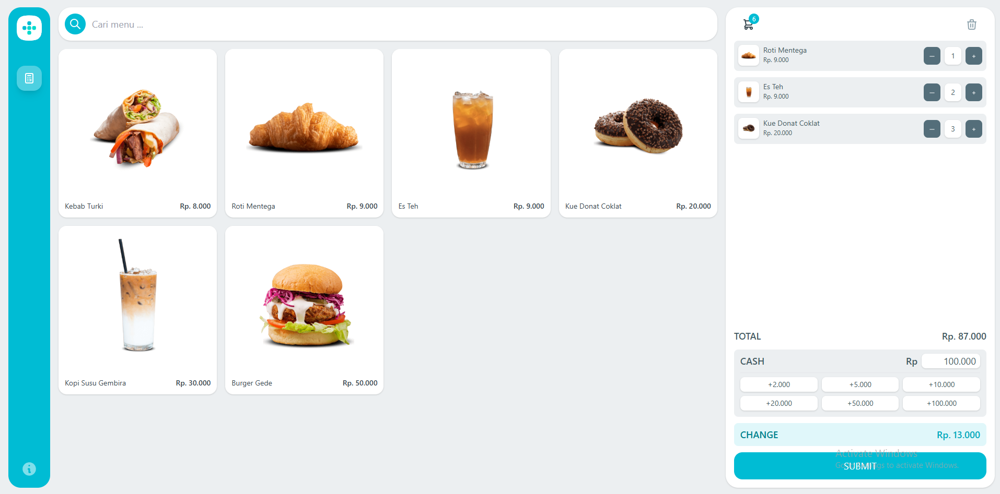 Cari menu ...
Kebab Turki Rp. 8.000
Roti Mentega Rp. 9.000
Es Teh Rp. 9.000
Kue Donat Coklat Rp. 20.000
Kopi Susu Gembira Rp. 30.000
Burger Gede Rp. 50.000
6
Roti Mentega
Rp. 9.000
– 1 +
Es Teh
Rp. 9.000
– 2 +
Kue Donat Coklat
Rp. 20.000
– 3 +
TOTAL Rp. 87.000
CASH Rp 100.000
+2.000 +5.000 +10.000
+20.000 +50.000 +100.000
CHANGE Rp. 13.000
Activate Windows
Go to Settings to activate Windows.
SUBMIT